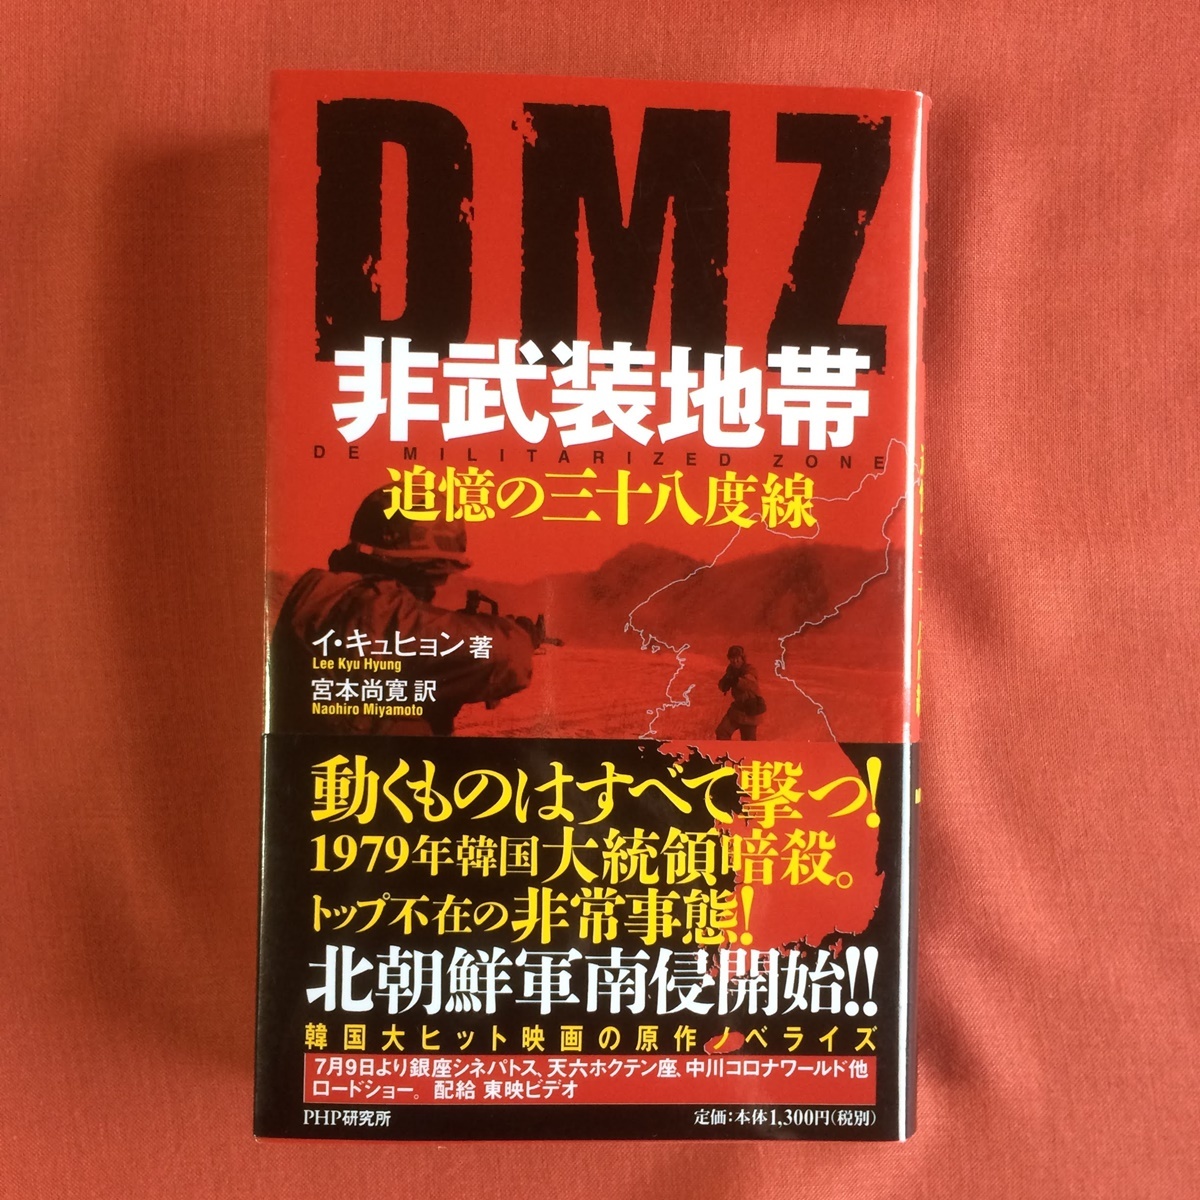 DMZ
非武装地帯
DE MILITARIZED ZONE
追憶の三十八度線
イ・キュヒョン 著
Lee Kyu Hyung
宮本尚寛 訳
Naohiro Miyamoto
動くものはすべて撃つ!
1979年韓国大統領暗殺。
トップ不在の非常事態!
北朝鮮軍南侵開始!!
韓国大ヒット映画の原作ノベライズ
7月9日より銀座シネパトス、天六ホクテン座、中川コロナワールド他
ロードショー。 配給 東映ビデオ
PHP研究所
定価:本体1,300円(税別)